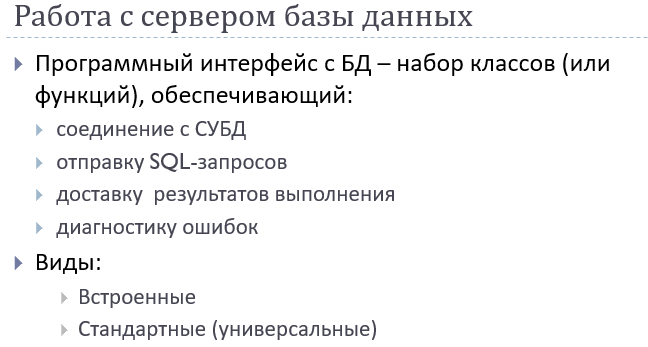 Работа с сервером базы данных
Программный интерфейс с БД – набор классов (или
функций), обеспечивающий:
соединение с СУБД
отправку SQL-запросов
доставку результатов выполнения
диагностику ошибок
Виды:
Встроенные
Стандартные (универсальные)